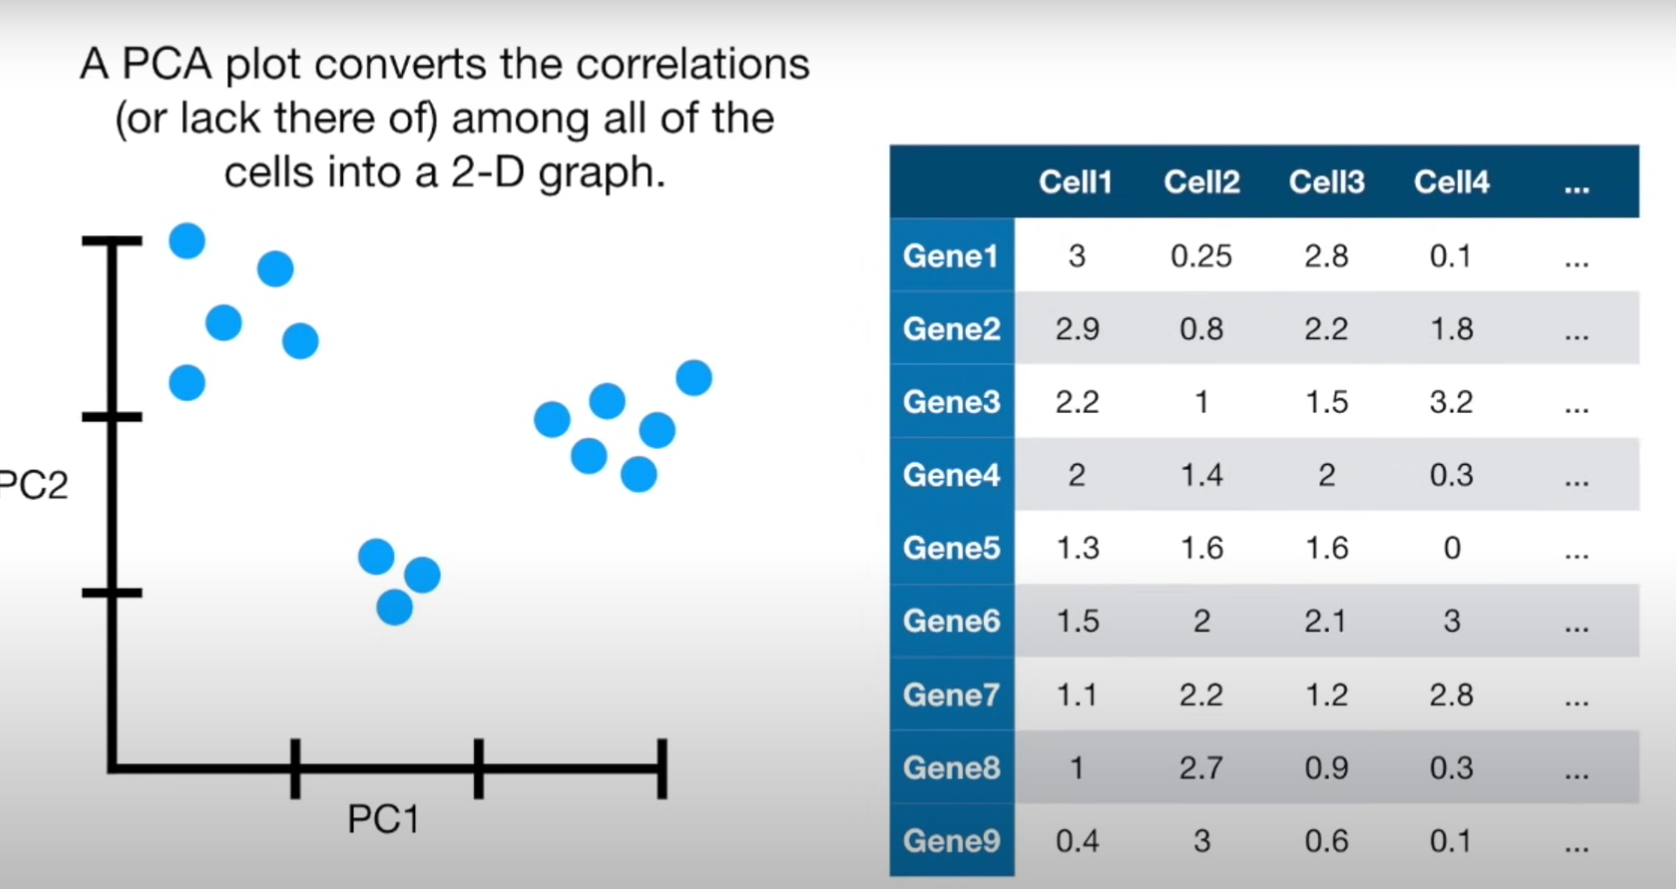 A PCA plot converts the correlations
(or lack there of) among all of the
cells into a 2-D graph.
PC2
PC1
Cell1 Cell2 Cell3 Cell4 ...
Gene1 3 0.25 2.8 0.1 ...
Gene2 2.9 0.8 2.2 1.8 ...
Gene3 2.2 1 1.5 3.2 ...
Gene4 2 1.4 2 0.3 ...
Gene5 1.3 1.6 1.6 0 ...
Gene6 1.5 2 2.1 3 ...
Gene7 1.1 2.2 1.2 2.8 ...
Gene8 1 2.7 0.9 0.3 ...
Gene9 0.4 3 0.6 0.1 ...